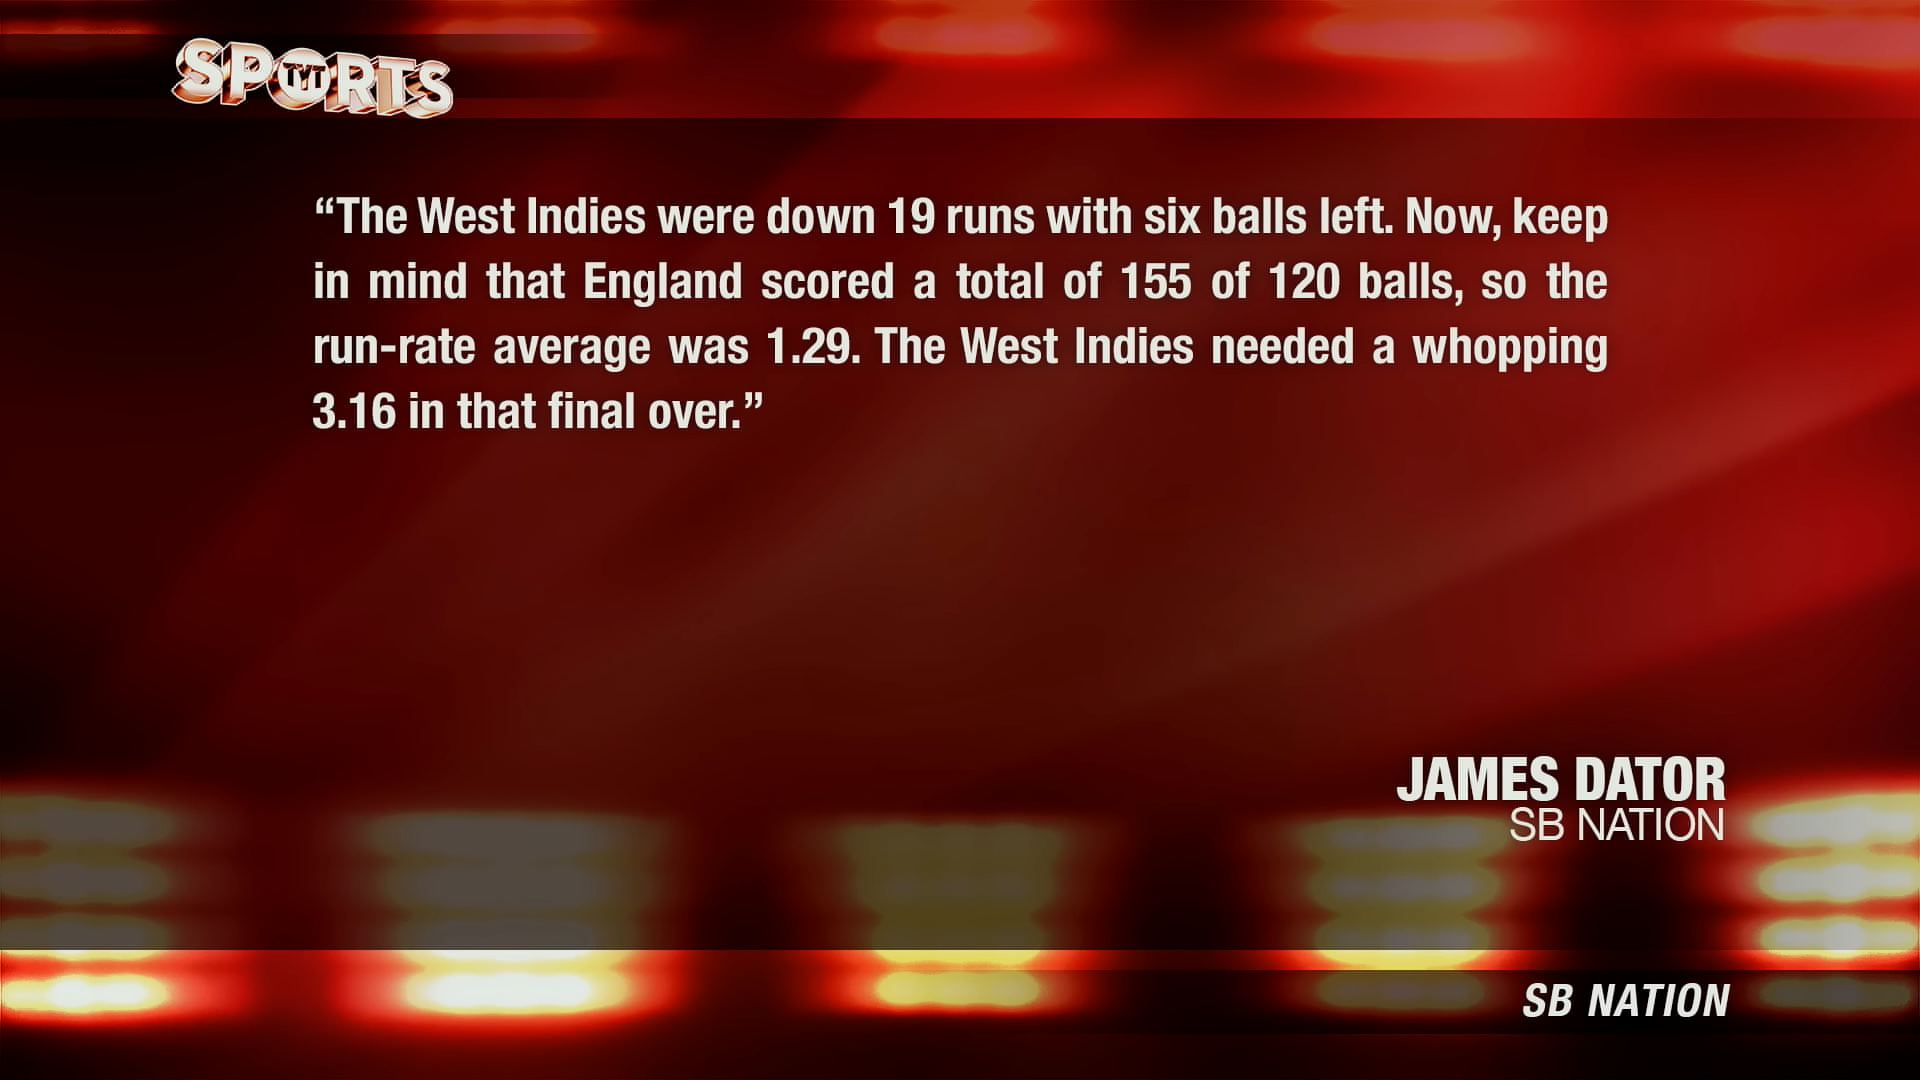 SPORTS
TYT
“The West Indies were down 19 runs with six balls left. Now, keep
in mind that England scored a total of 155 of 120 balls, so the
run-rate average was 1.29. The West Indies needed a whopping
3.16 in that final over.”
JAMES DATOR
SB NATION
SB NATION